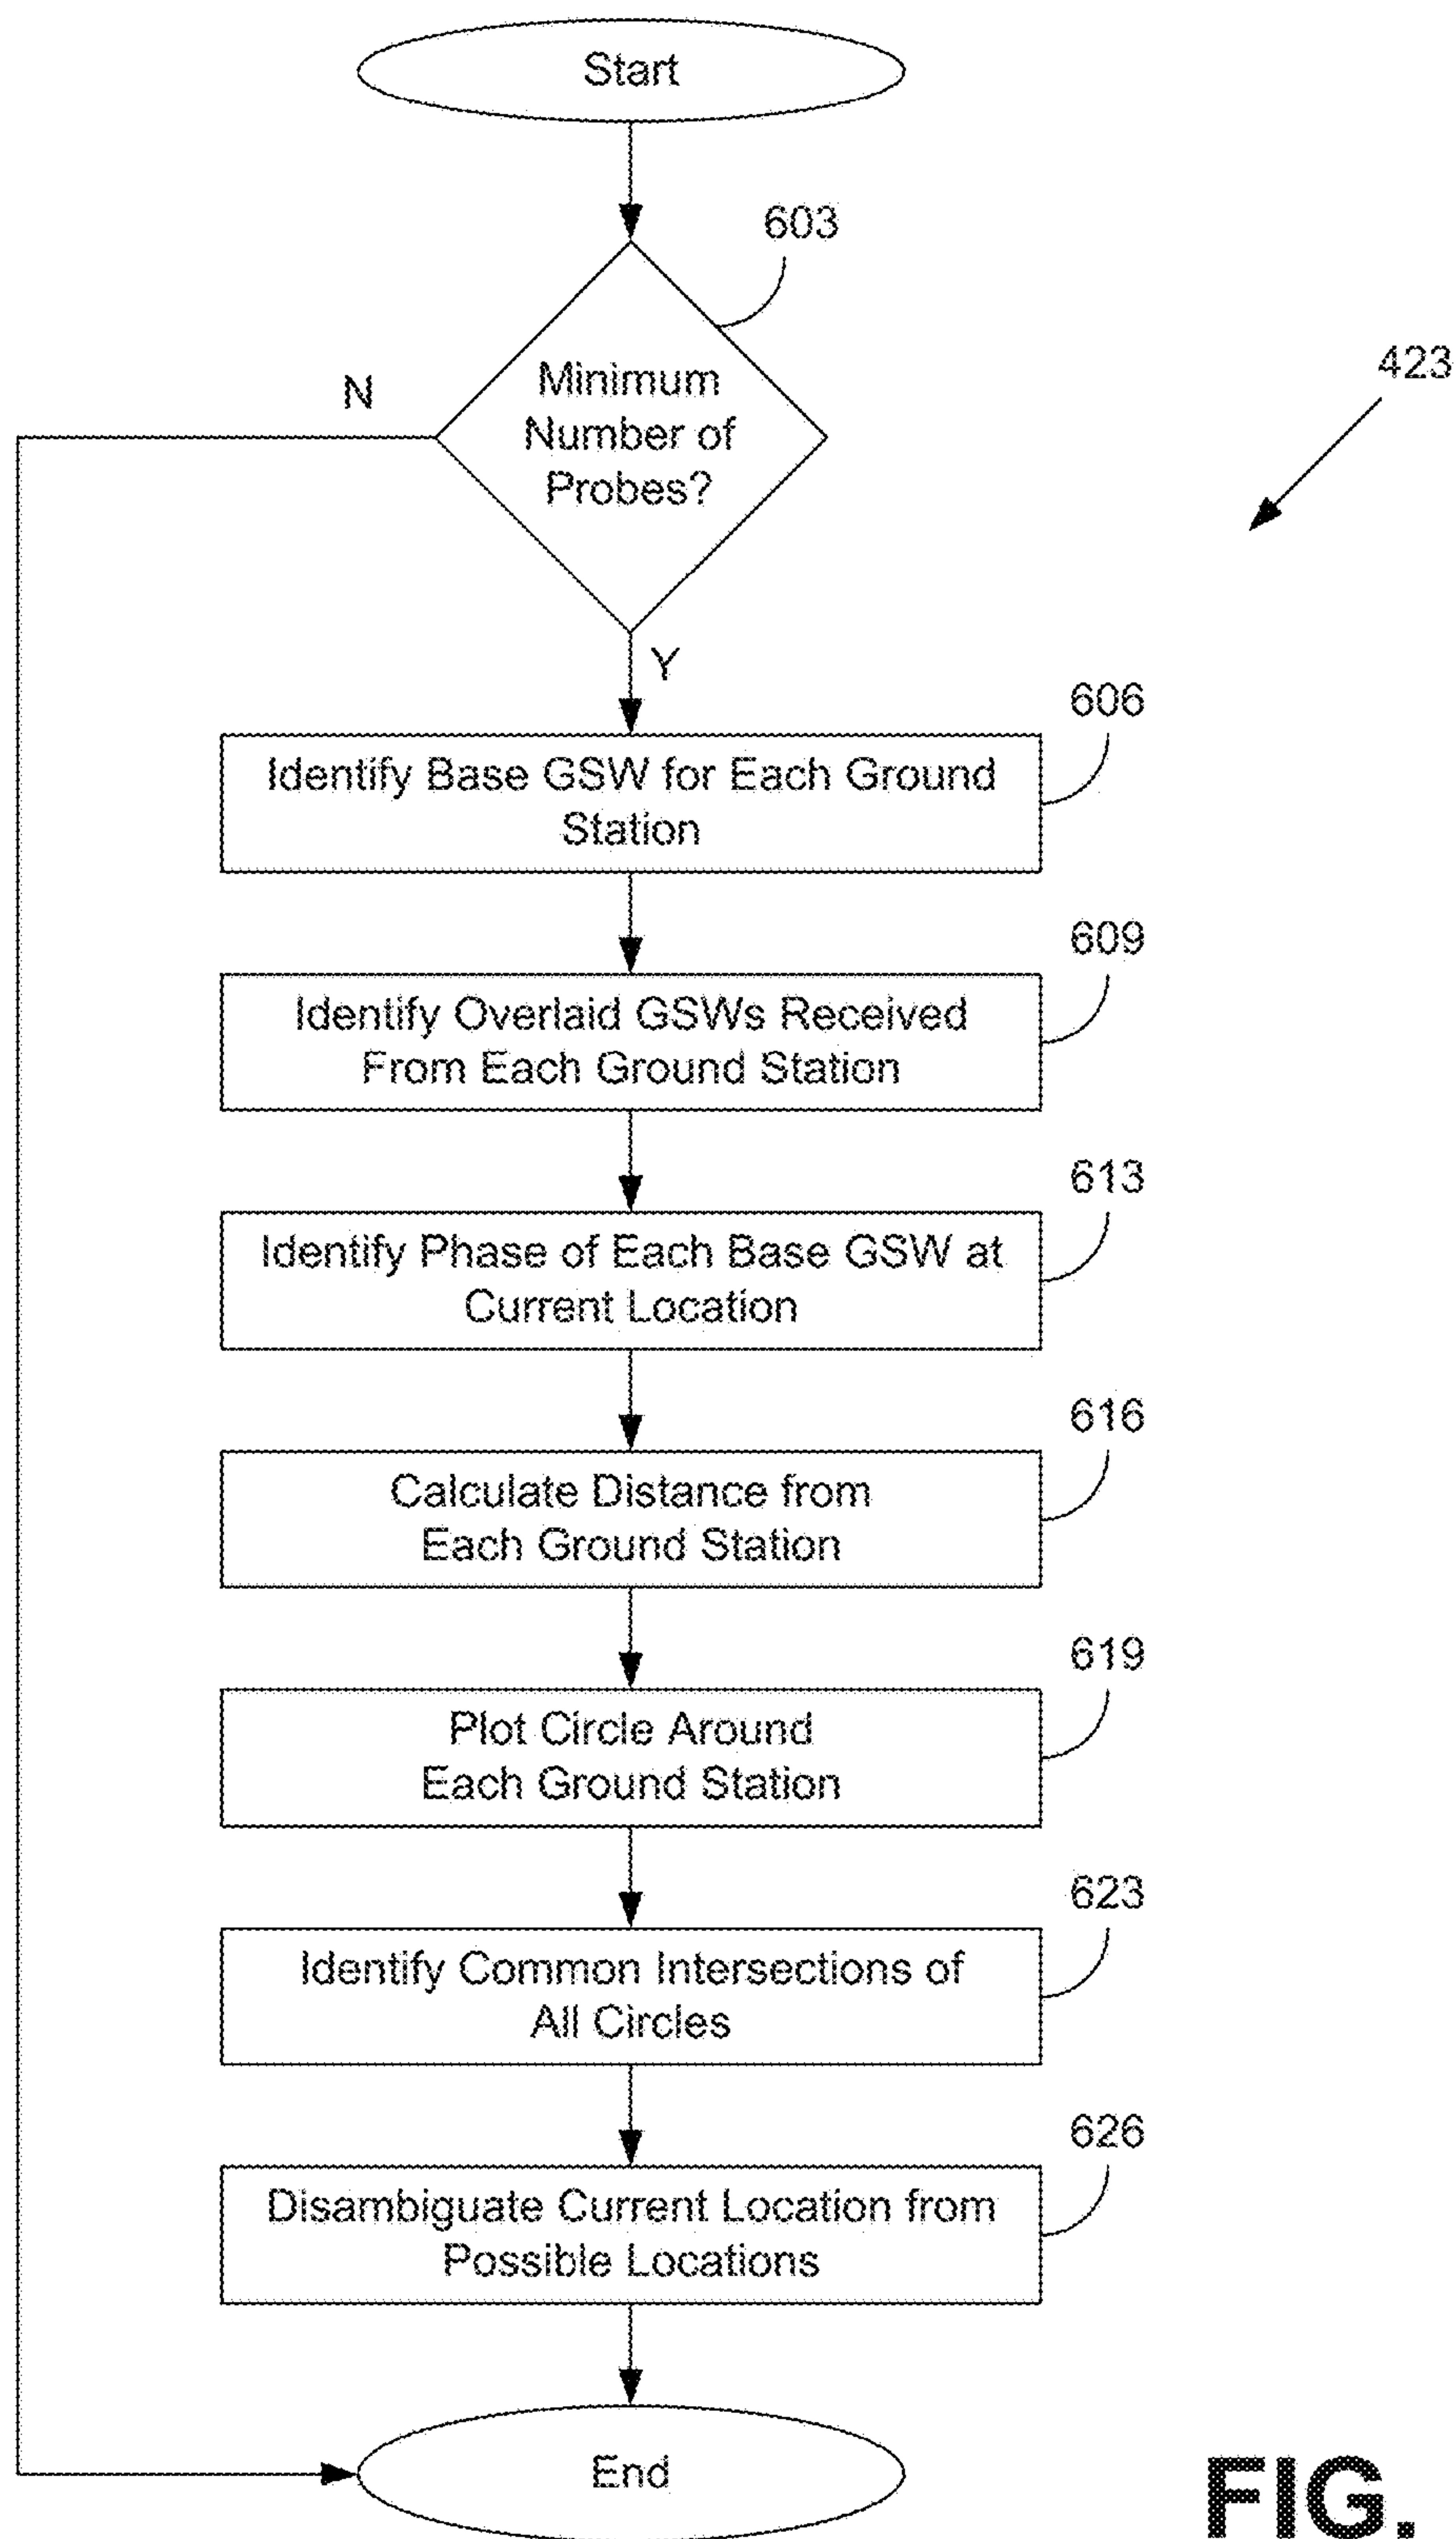 Start
603
423
N
Minimum
Number of
Probes?
Y
606
Identify Base GSW for Each Ground
Station
609
Identify Overlaid GSWs Received
From Each Ground Station
613
Identify Phase of Each Base GSW at
Current Location
616
Calculate Distance from
Each Ground Station
619
Plot Circle Around
Each Ground Station
623
Identify Common Intersections of
All Circles
626
Disambiguate Current Location from
Possible Locations
End
FIG.